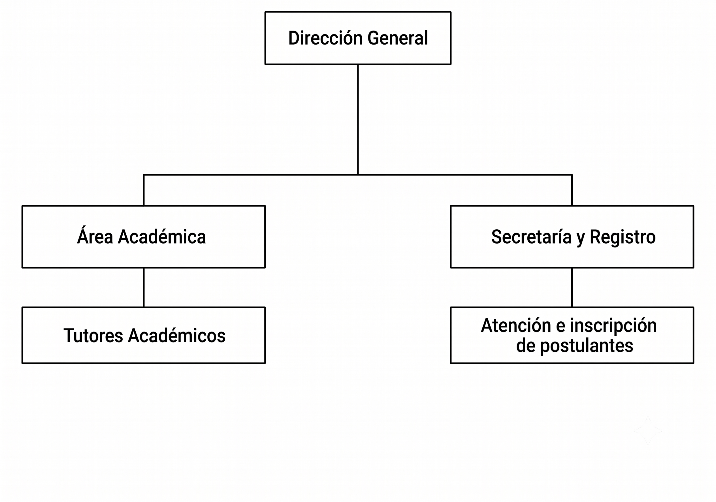 Dirección General
Área Académica
Secretaría y Registro
Tutores Académicos
Atención e inscripción
de postulantes